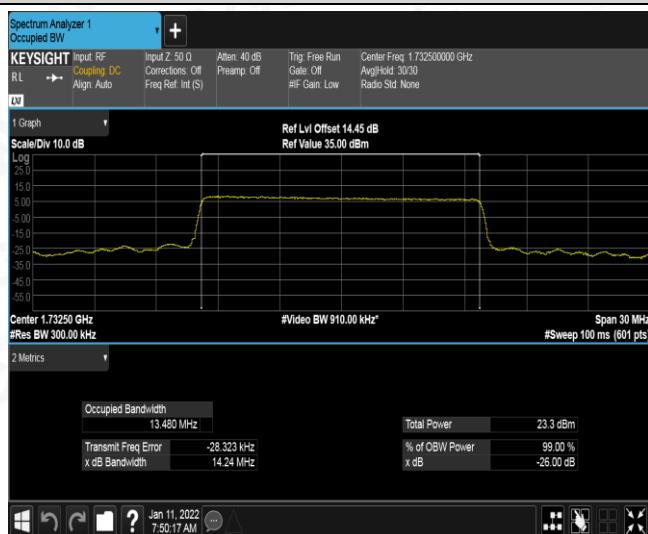 Spectrum Analyzer 1
Occupied BW
+
KEYSIGHT
R L
LXI
Input: RF
Coupling: DC
Align: Auto
Input Z: 50 Ω
Corrections: Off
Freq Ref: Int (S)
Atten: 40 dB
Preamp: Off
Trig: Free Run
Gate: Off
#IF Gain: Low
Center Freq: 1.732500000 GHz
Avg|Hold: 30/30
Radio Std: None
1 Graph
Scale/Div 10.0 dB
Ref Lvl Offset 14.45 dB
Ref Value 35.00 dBm
Log
25.0
15.0
5.00
-5.00
-15.0
-25.0
-35.0
-45.0
-55.0
Center 1.73250 GHz
#Res BW 300.00 kHz
#Video BW 910.00 kHz*
Span 30 MHz
#Sweep 100 ms (601 pts)
2 Metrics
Occupied Bandwidth
13.480 MHz
Transmit Freq Error -28.323 kHz
x dB Bandwidth 14.24 MHz
Total Power 23.3 dBm
% of OBW Power 99.00 %
x dB -26.00 dB
?
Jan 11, 2022
7:50:17 AM